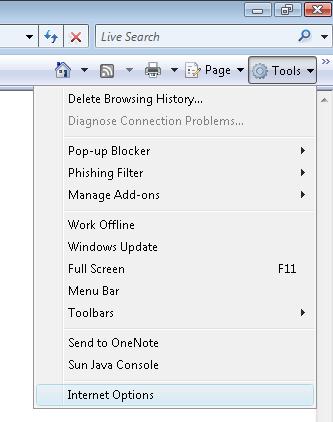 Live Search
Page Tools
Delete Browsing History...
Diagnose Connection Problems...
Pop-up Blocker
Phishing Filter
Manage Add-ons
Work Offline
Windows Update
Full Screen F11
Menu Bar
Toolbars
Send to OneNote
Sun Java Console
Internet Options